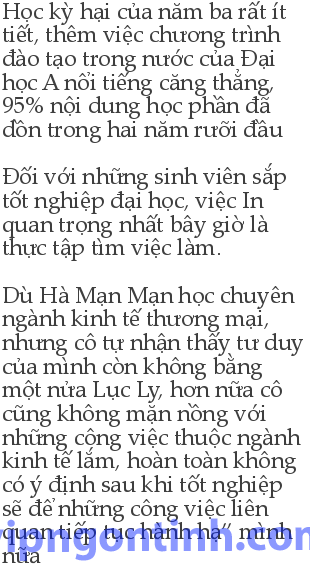 Học kỳ hại của năm ba rất ít
tiết, thêm việc chương trình
đào tạo trong nước của Đại
học A nổi tiếng căng thẳng,
95% nội dung học phần đã
dồn trong hai năm rưỡi đầu
Đối với những sinh viên sắp
tốt nghiệp đại học, việc In
quan trọng nhất bây giờ là
thực tập tìm việc làm.
Dù Hà Mạn Mạn học chuyên
ngành kinh tế thương mại,
nhưng cô tự nhận thấy tư duy
của mình còn không bằng
một nửa Lục Ly, hơn nữa cô
cũng không mặn nồng với
những công việc thuộc ngành
kinh tế lắm, hoàn toàn không
có ý định sau khi tốt nghiệp
sẽ để những công việc liên
quan tiếp tục hành hạ” mình
nữa
vipngontinh.com